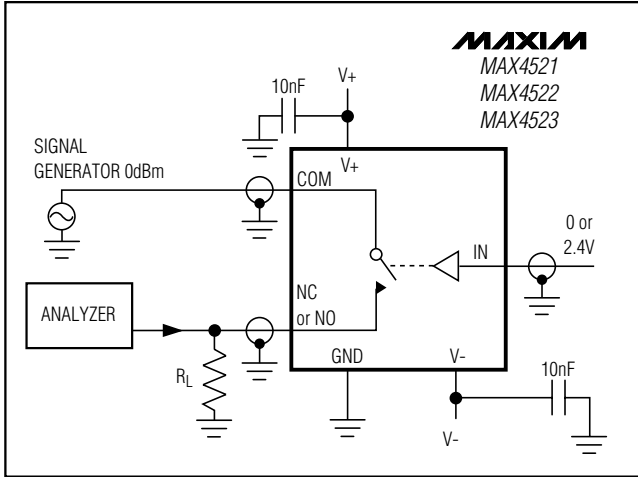 MAXIM
MAX4521
MAX4522
MAX4523
V+
10nF
SIGNAL
GENERATOR 0dBm
V+
COM
0 or
2.4V
IN
NC
or NO
ANALYZER
GND
V-
10nF
RL
V-